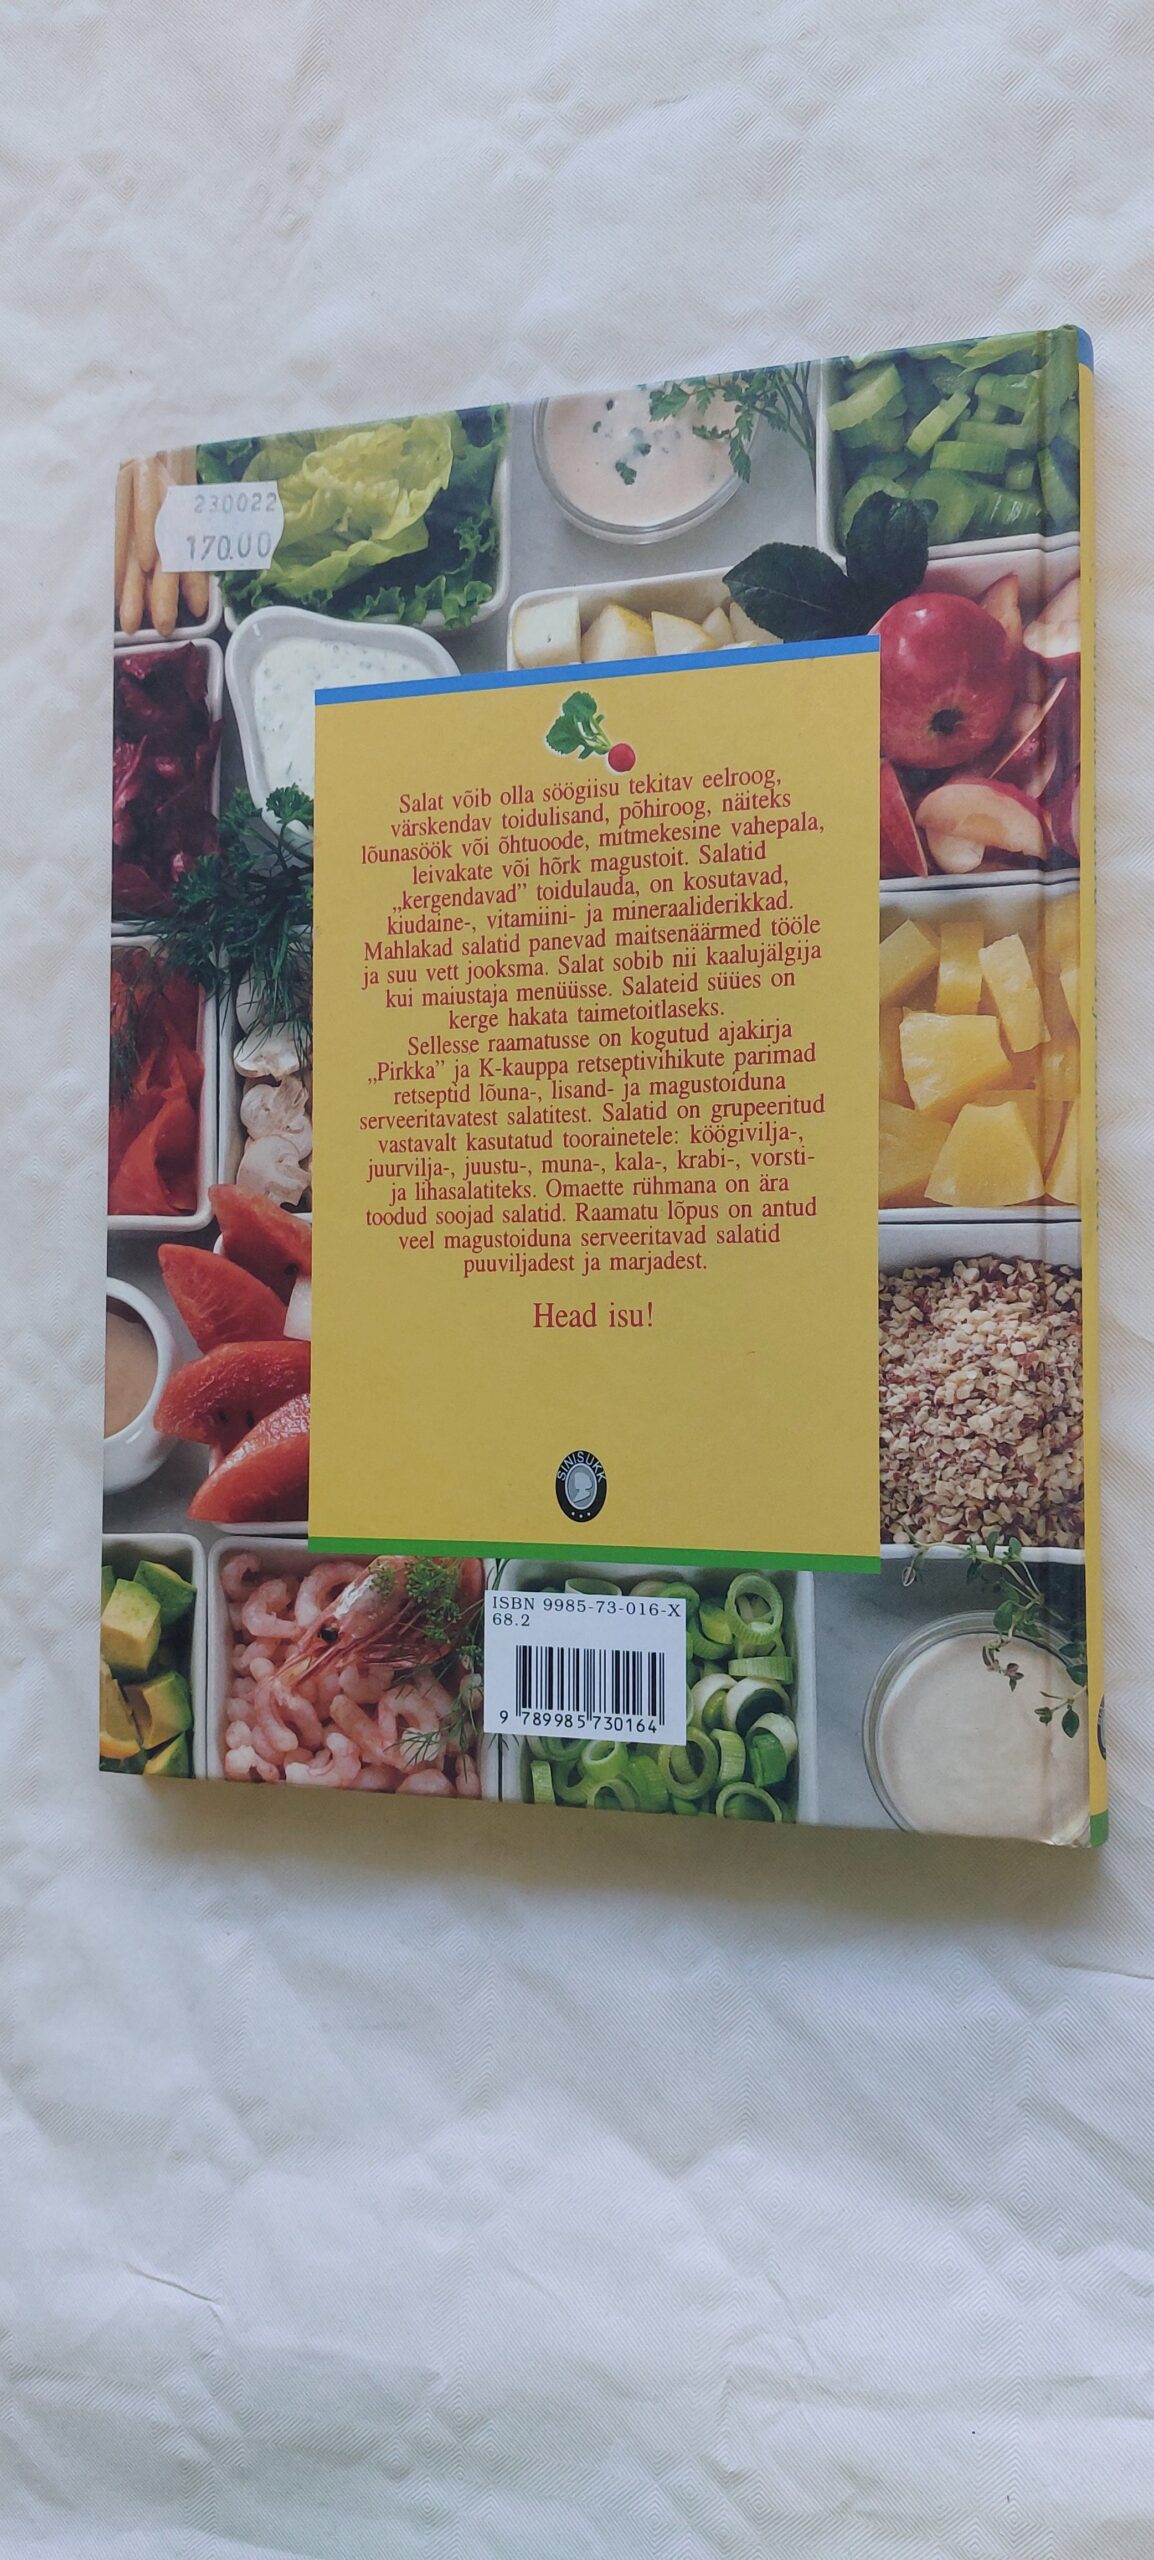 230022
170.00
Salat võib olla söögiisu tekitav eelroog,
värskendav toidulisand, põhiroog, näiteks
lõunasöök või õhtuoode, mitmekesine vahepala,
leivakate või hõrk magustoit. Salatid
„kergendavad” toidulauda, on kosutavad,
kiudaine-, vitamiini- ja mineraaliderikkad.
Mahlakad salatid panevad maitsenäärmed tööle
ja suu vett jooksma. Salat sobib nii kaalujälgija
kui maiustaja menüüsse. Salateid süües on
kerge hakata taimetoitlaseks.
Sellesse raamatusse on kogutud ajakirja
„Pirkka” ja K-kauppa retseptivihikute parimad
retseptid lõuna-, lisand- ja magustoiduna
serveeritavatest salatitest. Salatid on grupeeritud
vastavalt kasutatud toorainetele: köögivilja-,
juurvilja-, juustu-, muna-, kala-, krabi-, vorsti-
ja lihasalatiteks. Omaette rühmana on ära
toodud soojad salatid. Raamatu lõpus on antud
veel magustoiduna serveeritavad salatid
puuviljadest ja marjadest.
Head isu!
SINISUKK
ISBN 9985-73-016-X
68.2
9 789985 730164